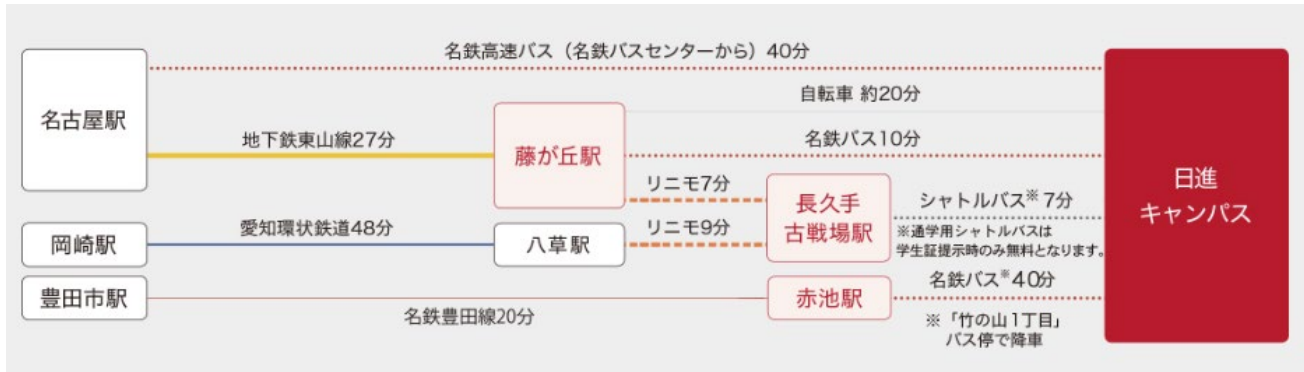 名鉄高速バス（名鉄バスセンターから）40分
名古屋駅
自転車 約20分
地下鉄東山線27分
藤が丘駅
名鉄バス10分
日進
キャンパス
リニモ7分
長久手
古戦場駅
シャトルバス※7分
※通学用シャトルバスは
学生証提示時のみ無料となります。
岡崎駅
愛知環状鉄道48分
八草駅
リニモ9分
豊田市駅
名鉄豊田線20分
赤池駅
名鉄バス※40分
※「竹の山1丁目」
バス停で降車